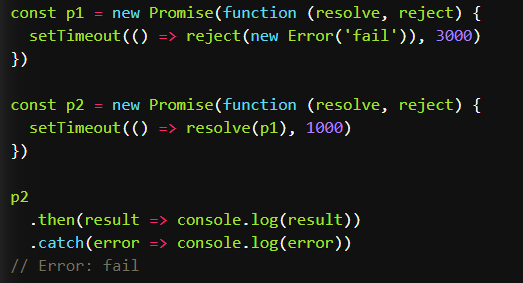 const p1 = new Promise(function (resolve, reject) {
  setTimeout(() => reject(new Error('fail')), 3000)
})

const p2 = new Promise(function (resolve, reject) {
  setTimeout(() => resolve(p1), 1000)
})

p2
  .then(result => console.log(result))
  .catch(error => console.log(error))
// Error: fail